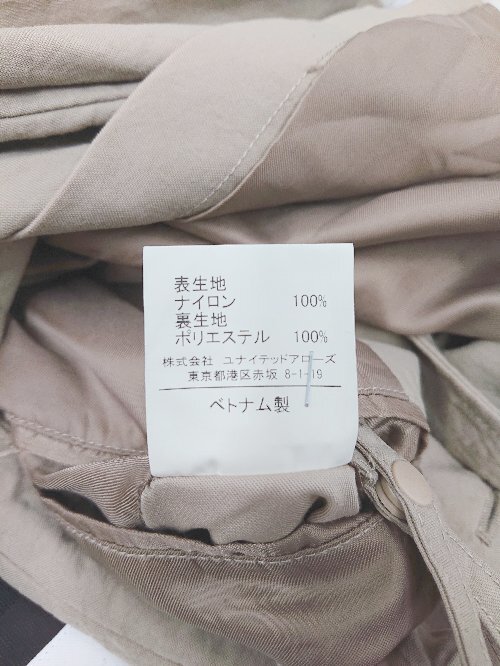 表生地
ナイロン 100%
裏生地
ポリエステル 100%
株式会社 ユナイテッドアローズ
東京都港区赤坂 8-1-19
ベトナム製